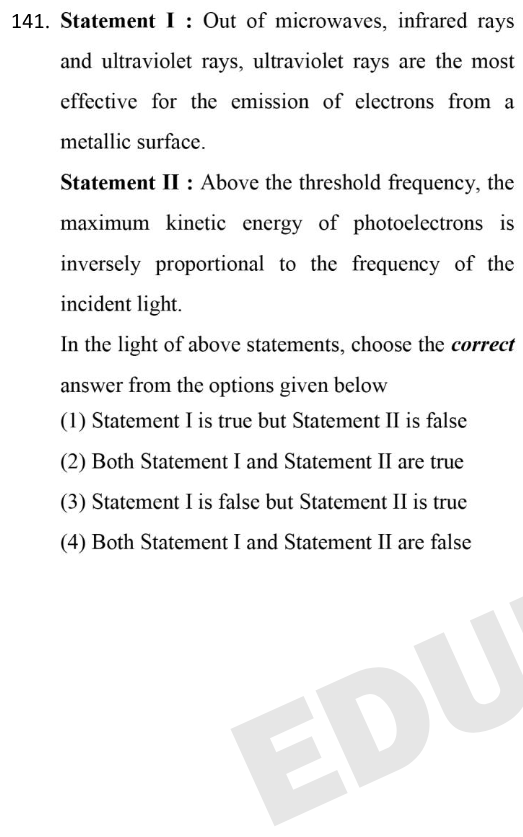 141. Statement I : Out of microwaves, infrared rays
and ultraviolet rays, ultraviolet rays are the most
effective for the emission of electrons from a
metallic surface.
Statement II : Above the threshold frequency, the
maximum kinetic energy of photoelectrons is
inversely proportional to the frequency of the
incident light.
In the light of above statements, choose the correct
answer from the options given below
(1) Statement I is true but Statement II is false
(2) Both Statement I and Statement II are true
(3) Statement I is false but Statement II is true
(4) Both Statement I and Statement II are false
EDU